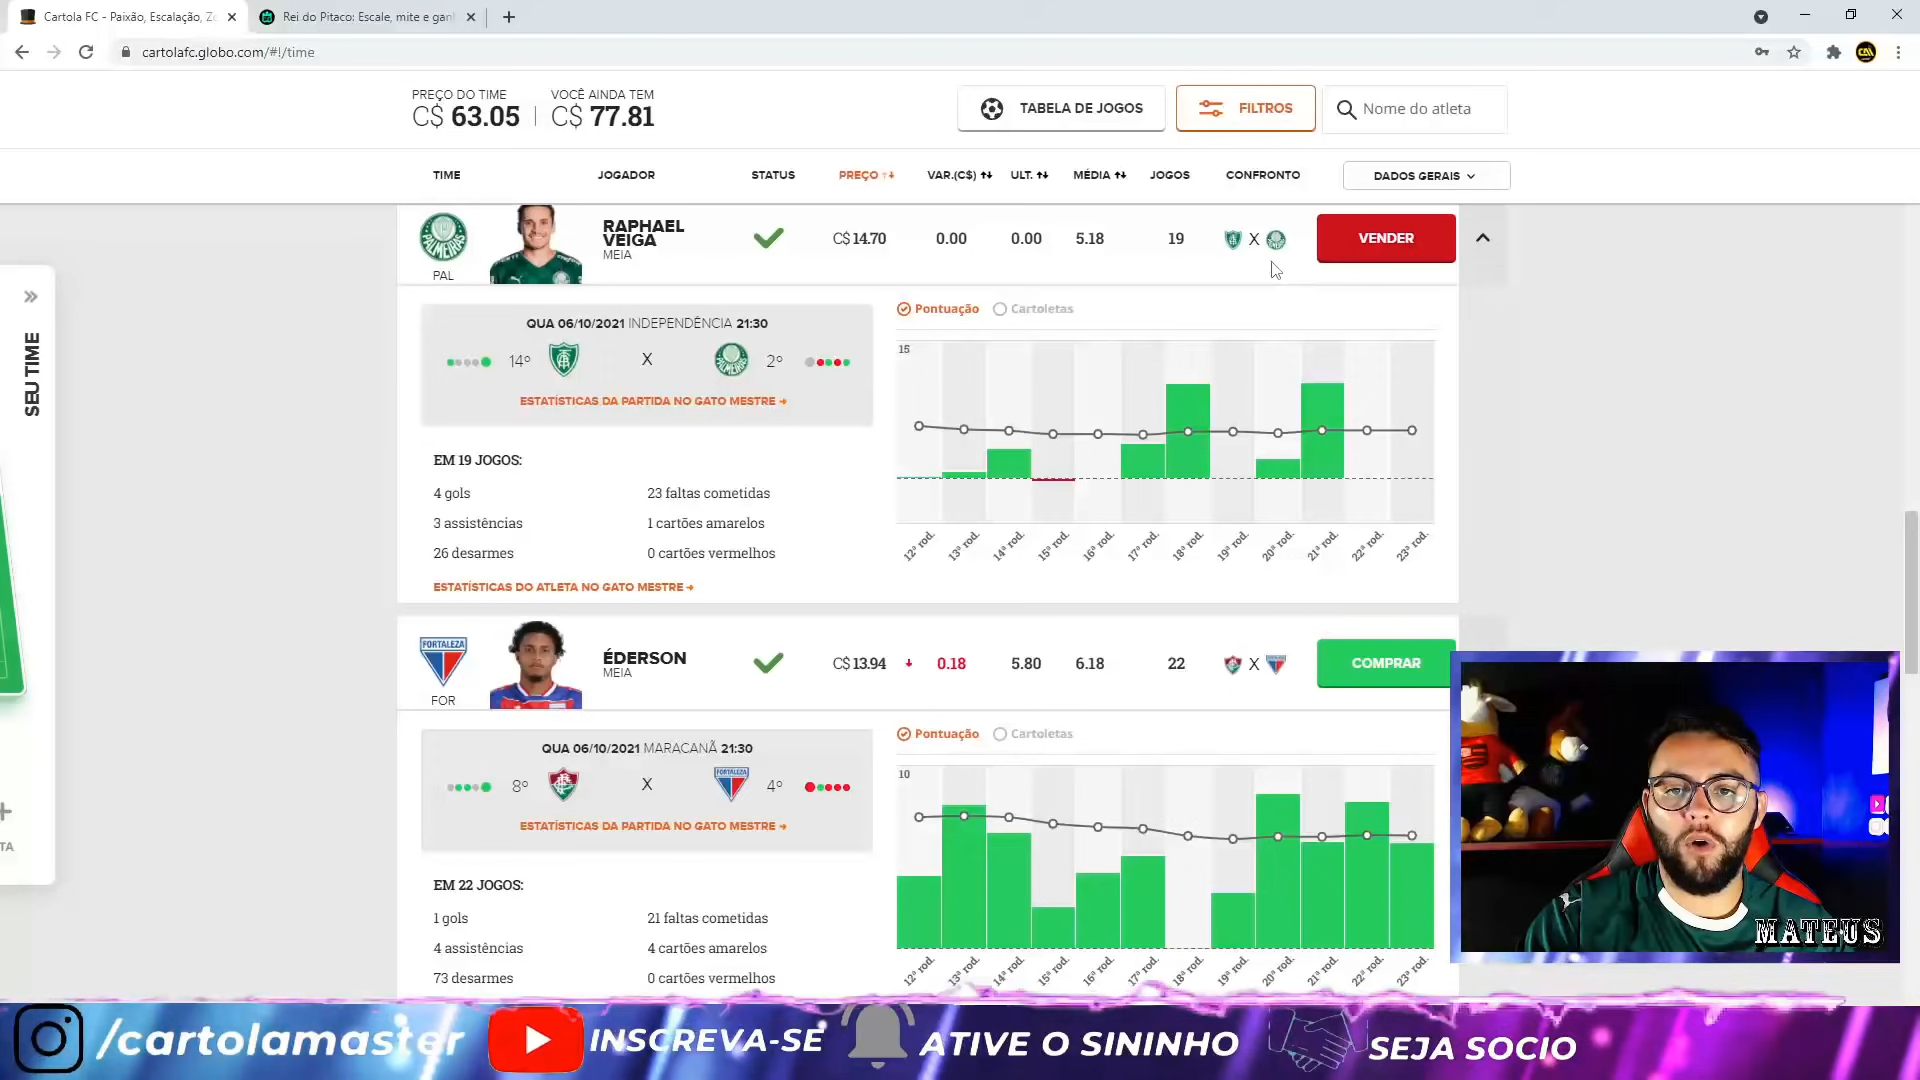 Cartola FC - Paixão, Escalação, Z
Rei do Pitaco: Escale, mite e gan
cartolafc.globo.com/#!/time
PREÇO DO TIME
C$ 63.05
VOCÊ AINDA TEM
C$ 77.81
TABELA DE JOGOS
FILTROS
Nome do atleta
TIME JOGADOR STATUS PREÇO VAR.(C$) ULT. MÉDIA JOGOS CONFRONTO DADOS GERAIS
PALMEIRAS
PAL
RAPHAEL
VEIGA
MEIA
C$ 14.70 0.00 0.00 5.18 19 X VENDER
QUA 06/10/2021 INDEPENDÊNCIA 21:30
14º X 2º
ESTATÍSTICAS DA PARTIDA NO GATO MESTRE
EM 19 JOGOS:
4 gols 23 faltas cometidas
3 assistências 1 cartões amarelos
26 desarmes 0 cartões vermelhos
ESTATÍSTICAS DO ATLETA NO GATO MESTRE
Pontuação Cartoletas
15
12ª rod. 13ª rod. 14ª rod. 15ª rod. 16ª rod. 17ª rod. 18ª rod. 19ª rod. 20ª rod. 21ª rod. 22ª rod. 23ª rod.
FORTALEZA
FOR
ÉDERSON
MEIA
C$ 13.94 0.18 5.80 6.18 22 X COMPRAR
QUA 06/10/2021 MARACANÃ 21:30
8º X 4º
ESTATÍSTICAS DA PARTIDA NO GATO MESTRE
EM 22 JOGOS:
1 gols 21 faltas cometidas
4 assistências 4 cartões amarelos
73 desarmes 0 cartões vermelhos
Pontuação Cartoletas
10
12ª rod. 13ª rod. 14ª rod. 15ª rod. 16ª rod. 17ª rod. 18ª rod. 19ª rod. 20ª rod. 21ª rod. 22ª rod. 23ª rod.
SEU TIME
TA
MATEUS
/cartolamaster INSCREVA-SE ATIVE O SININHO SEJA SOCIO